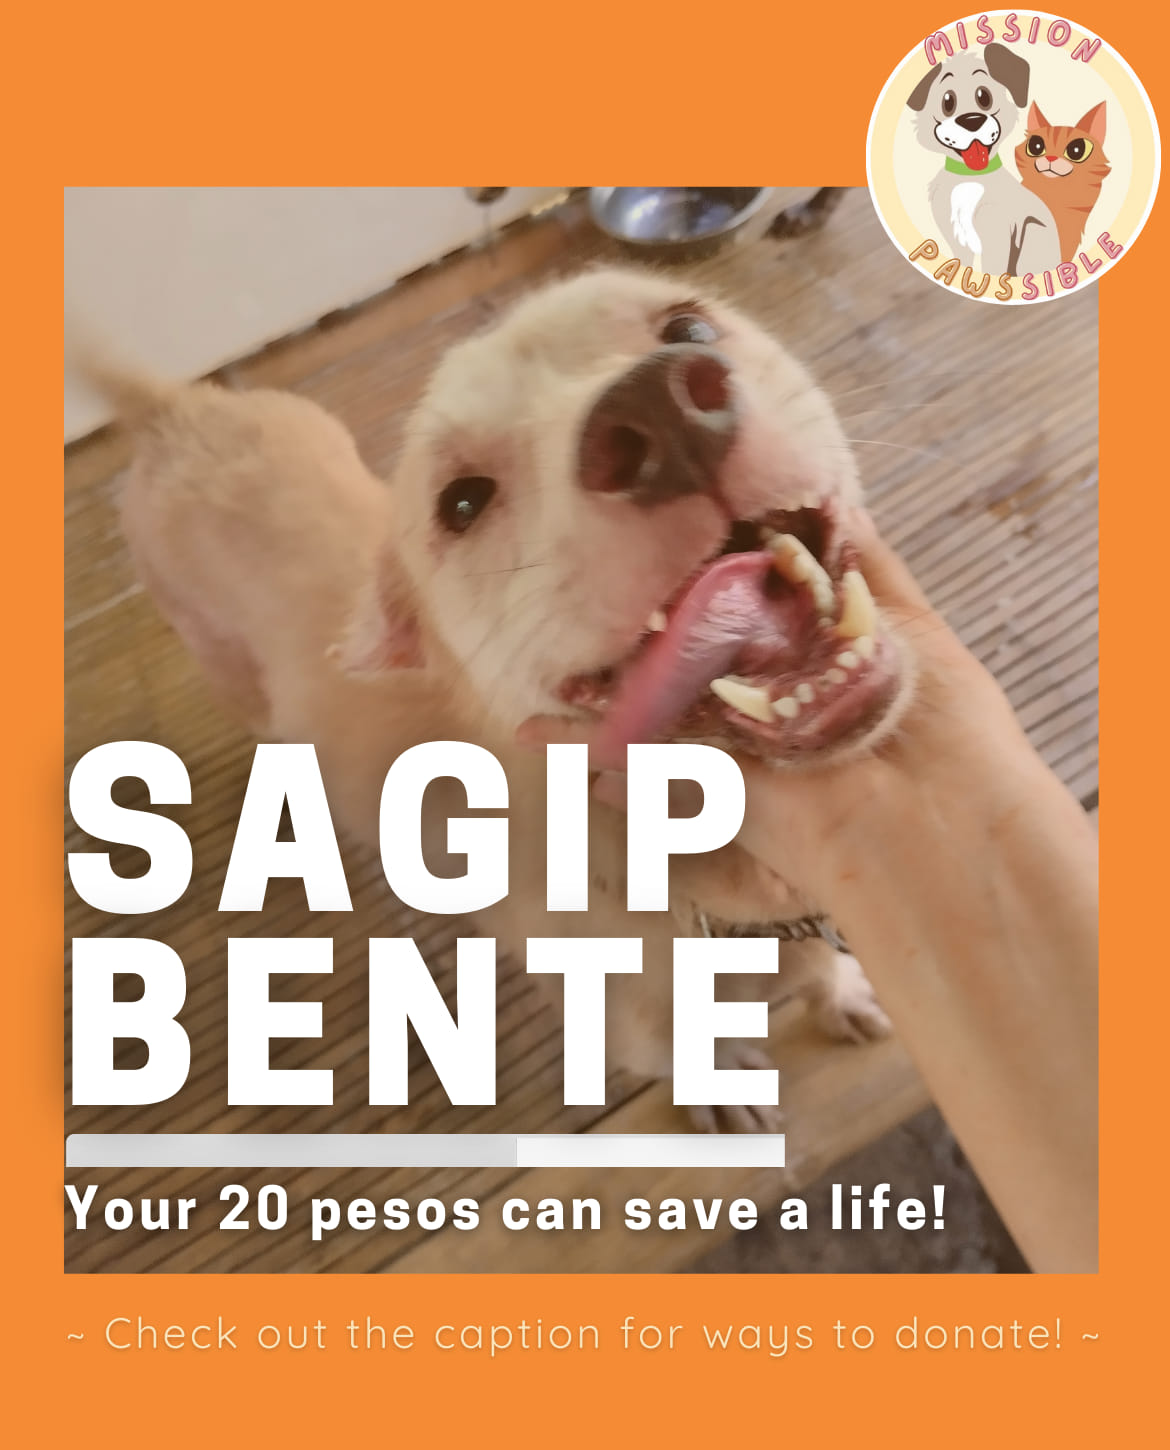 MISSION
PAWSSIBLE
SAGIP
BENTE
Your 20 pesos can save a life!
~ Check out the caption for ways to donate! ~